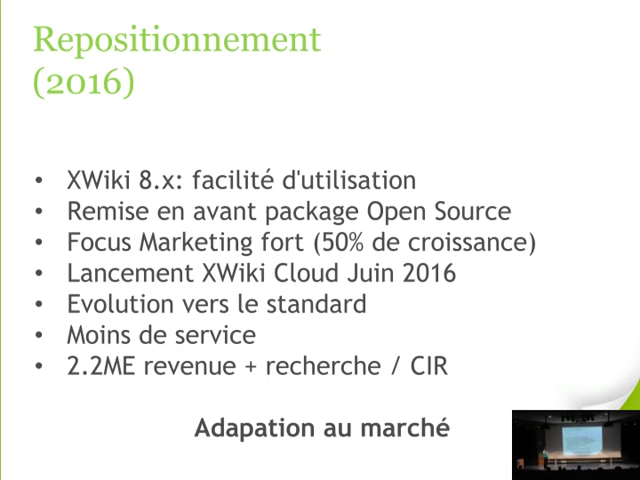 Repositionnement
(2016)
• XWiki 8.x: facilité d'utilisation
• Remise en avant package Open Source
• Focus Marketing fort (50% de croissance)
• Lancement XWiki Cloud Juin 2016
• Evolution vers le standard
• Moins de service
• 2.2ME revenue + recherche / CIR
Adapation au marché